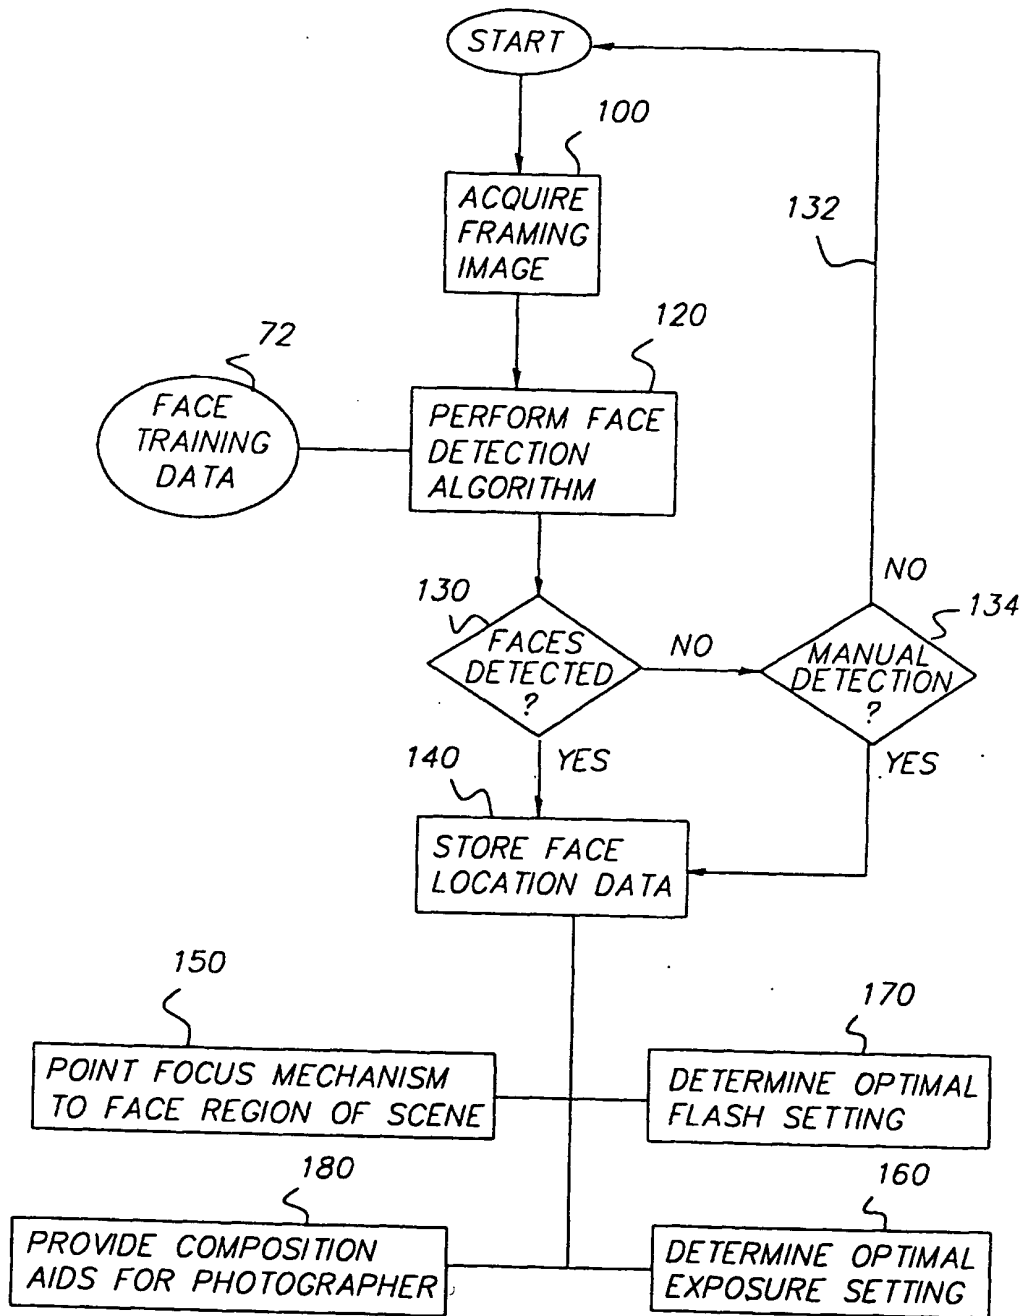 START
100
ACQUIRE
FRAMING
IMAGE
132
120
72
FACE
TRAINING
DATA
PERFORM FACE
DETECTION
ALGORITHM
NO
130
134
FACES
DETECTED
?
NO
MANUAL
DETECTION
?
YES
YES
140
STORE FACE
LOCATION DATA
150
170
POINT FOCUS MECHANISM
TO FACE REGION OF SCENE
DETERMINE OPTIMAL
FLASH SETTING
180
160
PROVIDE COMPOSITION
AIDS FOR PHOTOGRAPHER
DETERMINE OPTIMAL
EXPOSURE SETTING